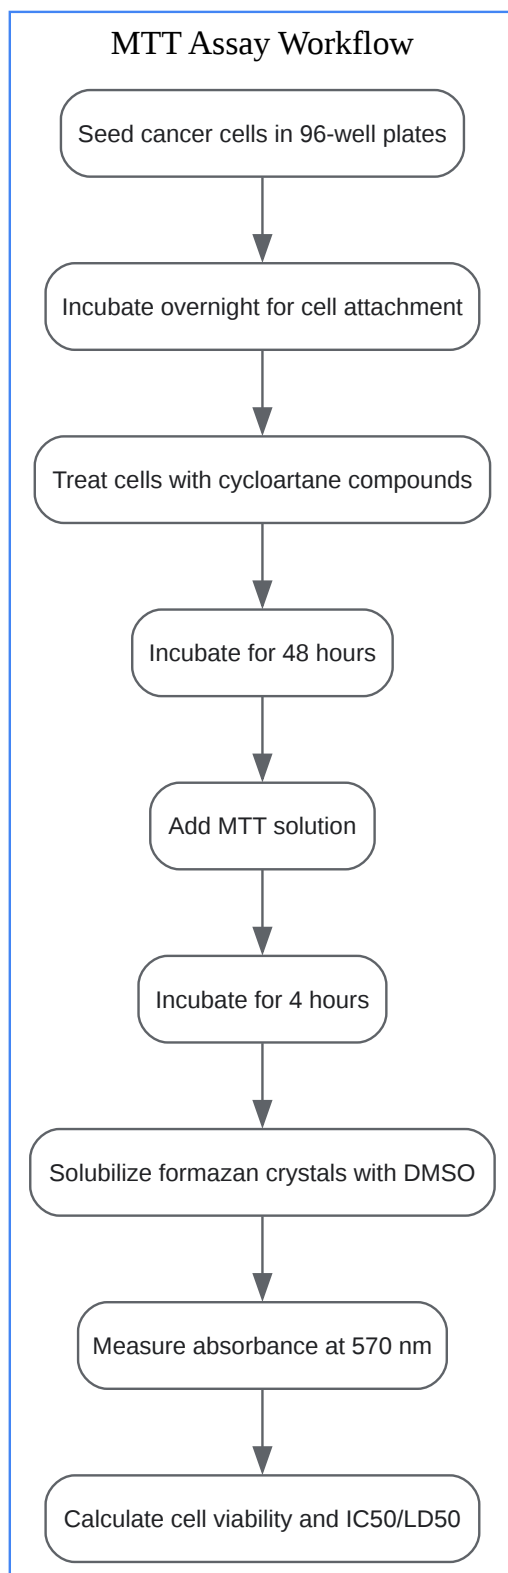 MTT Assay Workflow
Seed cancer cells in 96-well plates
Incubate overnight for cell attachment
Treat cells with cycloartane compounds
Incubate for 48 hours
Add MTT solution
Incubate for 4 hours
Solubilize formazan crystals with DMSO
Measure absorbance at 570 nm
Calculate cell viability and IC50/LD50